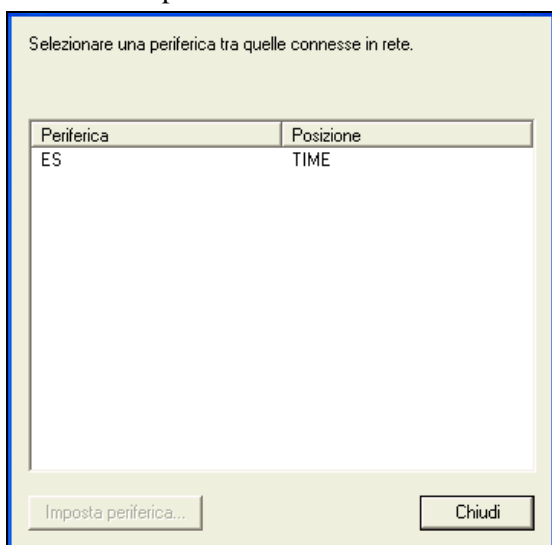 Selezionare una periferica tra quelle connesse in rete.
Periferica Posizione
ES TIME
Imposta periferica... Chiudi